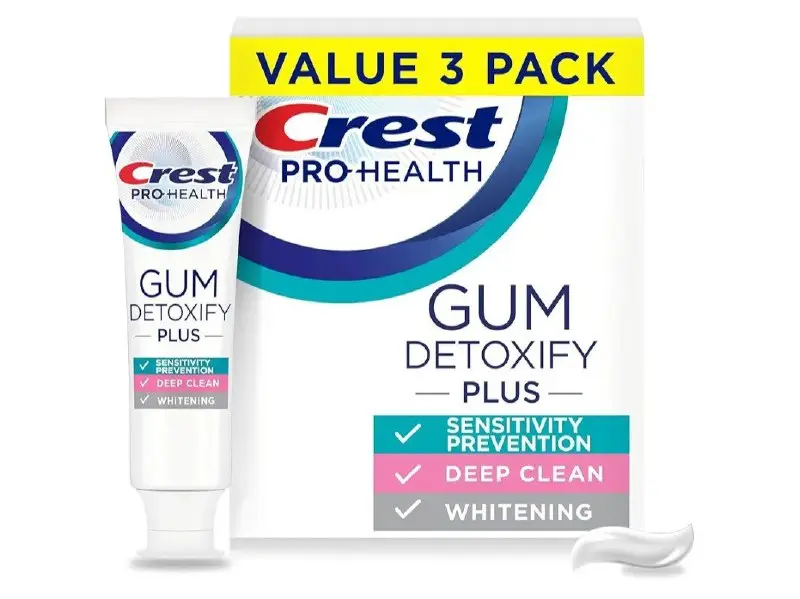 VALUE 3 PACK
Crest
PRO-HEALTH
GUM
DETOXIFY
PLUS
SENSITIVITY
PREVENTION
DEEP CLEAN
WHITENING
Crest
PRO-HEALTH
GUM
DETOXIFY
PLUS
SENSITIVITY
PREVENTION
DEEP CLEAN
WHITENING